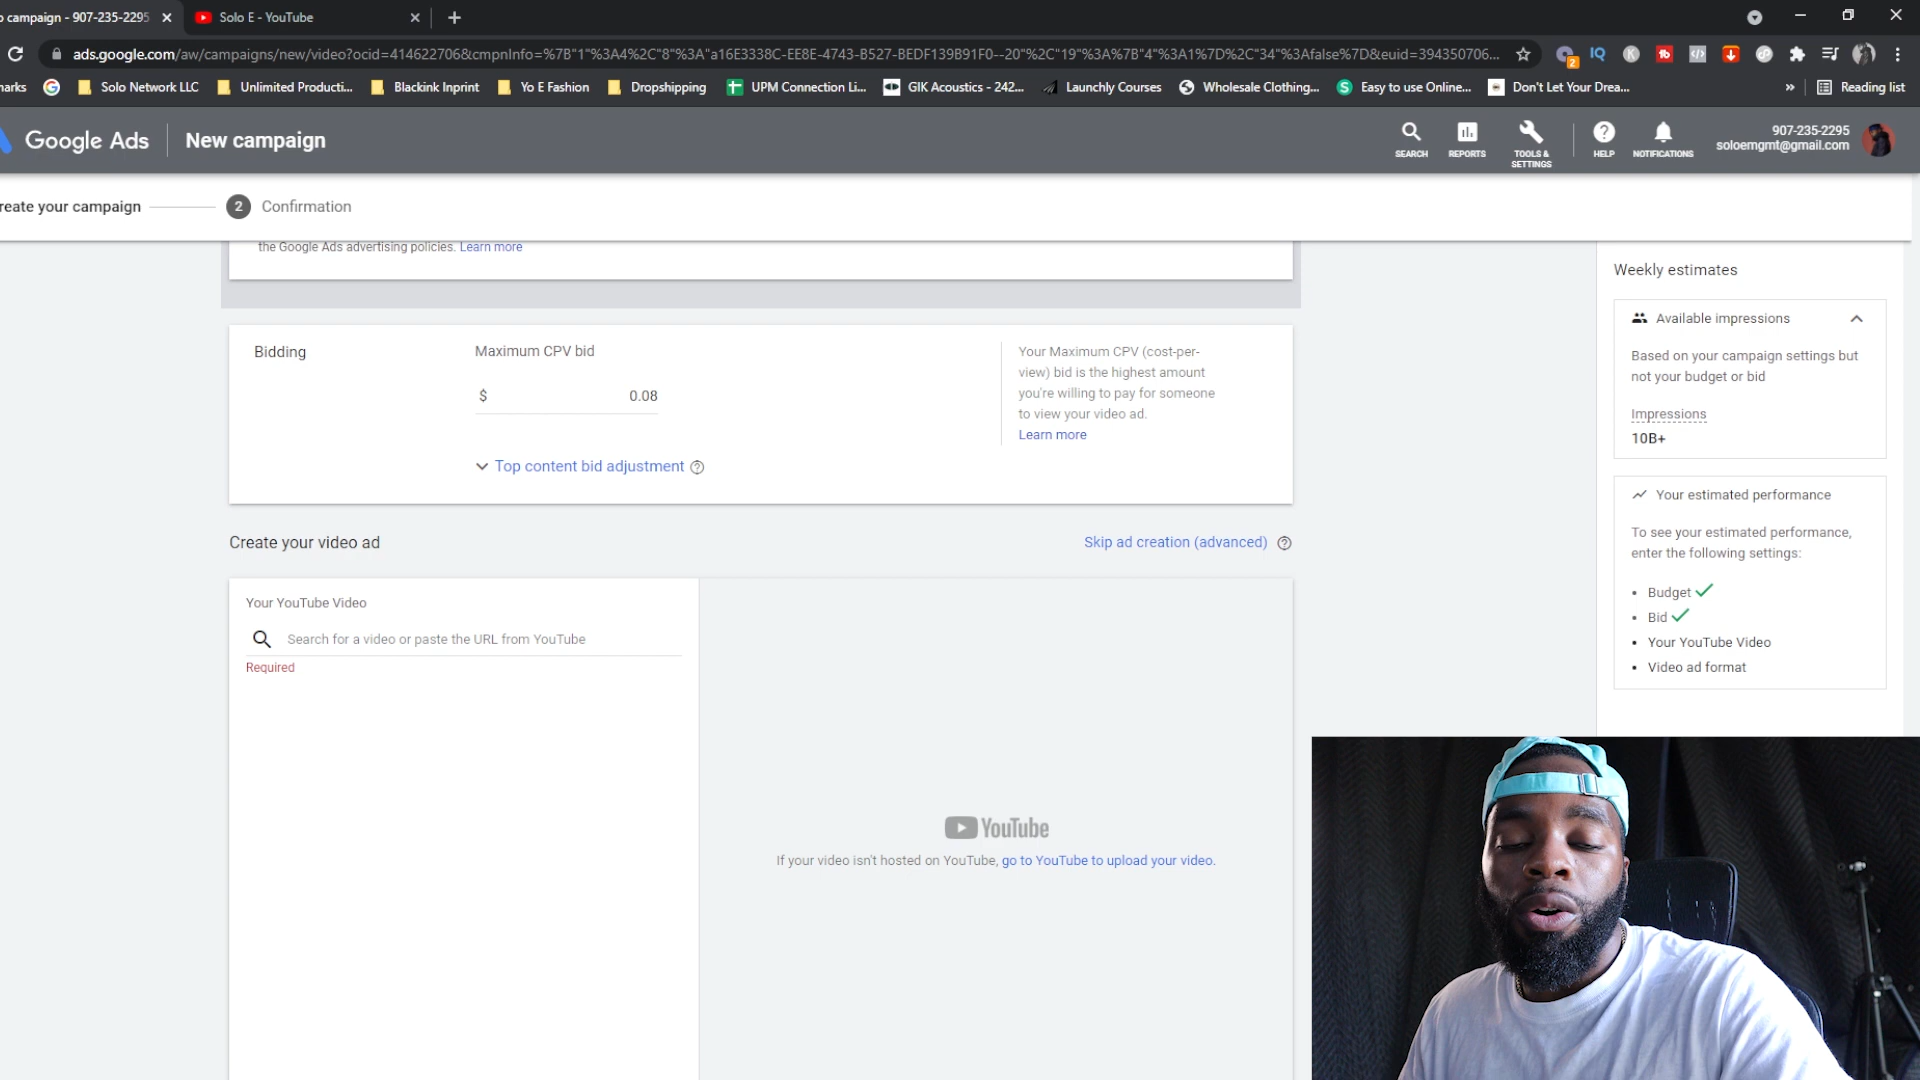 o campaign - 907-235-2295
Solo E - YouTube
ads.google.com/aw/campaigns/new/video?ocid=414622706&cmpnInfo=%7B"1"%3A4%2C"8"%3A"a16E3338C-EE8E-4743-B527-BEDF139B91F0--20"%2C"19"%3A%7B"4"%3A1%7D%2C"34"%3Afalse%7D&euid=394350706...
2
narks
Solo Network LLC
Unlimited Producti...
Blackink Inprint
Yo E Fashion
Dropshipping
UPM Connection Li...
GIK Acoustics - 242...
Launchly Courses
Wholesale Clothing...
Easy to use Online...
Don't Let Your Drea...
»
Reading list
Google Ads
New campaign
SEARCH
REPORTS
TOOLS & SETTINGS
HELP
NOTIFICATIONS
907-235-2295
soloemgmt@gmail.com
reate your campaign
2
Confirmation
the Google Ads advertising policies. Learn more
Bidding
Maximum CPV bid
$ 0.08
Top content bid adjustment
Your Maximum CPV (cost-per-
view) bid is the highest amount
you're willing to pay for someone
to view your video ad.
Learn more
Create your video ad
Skip ad creation (advanced)
Your YouTube Video
Search for a video or paste the URL from YouTube
Required
YouTube
If your video isn't hosted on YouTube, go to YouTube to upload your video.
Weekly estimates
Available impressions
Based on your campaign settings but
not your budget or bid
Impressions
10B+
Your estimated performance
To see your estimated performance,
enter the following settings:
• Budget
• Bid
• Your YouTube Video
• Video ad format